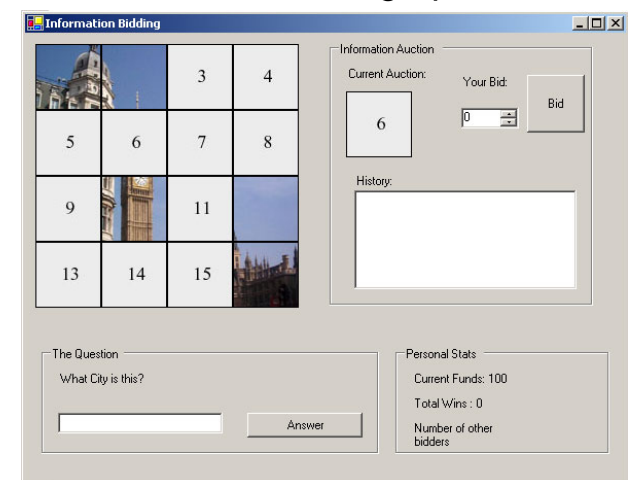 Information Bidding
3 4
5 6 7 8
9 11
13 14 15
Information Auction
Current Auction:
6
Your Bid:
0
Bid
History:
The Question
What City is this?
Answer
Personal Stats
Current Funds: 100
Total Wins : 0
Number of other
bidders